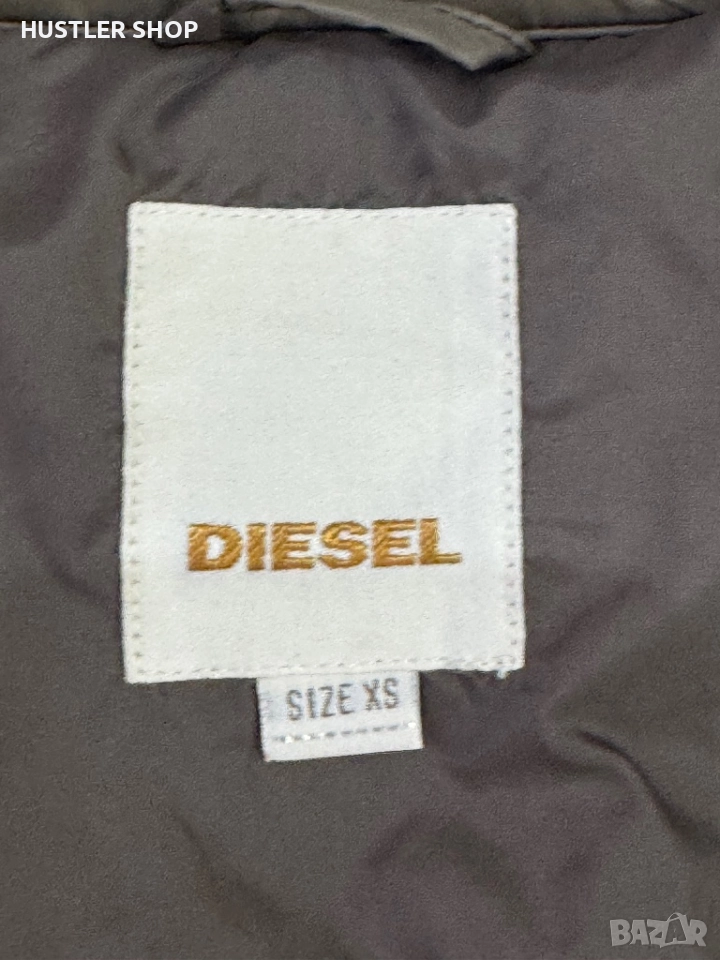 HUSTLER SHOP
DIESEL
SIZE XS
BAZAR